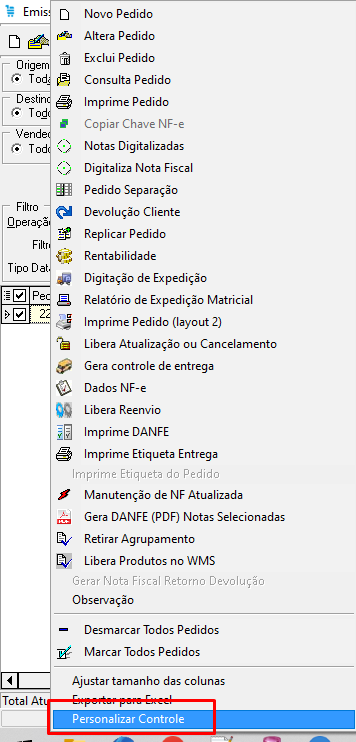 Emiss
Novo Pedido
Altera Pedido
Exclui Pedido
Consulta Pedido
Imprime Pedido
Copiar Chave NF-e
Notas Digitalizadas
Digitaliza Nota Fiscal
Pedido Separação
Devolução Cliente
Replicar Pedido
Rentabilidade
Digitação de Expedição
Relatório de Expedição Matricial
Imprime Pedido (layout 2)
Libera Atualização ou Cancelamento
Gera controle de entrega
Dados NF-e
Libera Reenvio
Imprime DANFE
Imprime Etiqueta Entrega
Imprime Etiqueta do Pedido
Manutenção de NF Atualizada
Gera DANFE (PDF) Notas Selecionadas
Retirar Agrupamento
Libera Produtos no WMS
Gerar Nota Fiscal Retorno Devolução
Observação
Desmarcar Todos Pedidos
Marcar Todos Pedidos
Ajustar tamanho das colunas
Exportar para Excel
Personalizar Controle
Origem
Toda
Destino
Todo
Vended
Todo
Filtro
Operação
Filtr
Tipo Data
Ped
22
Total Atu